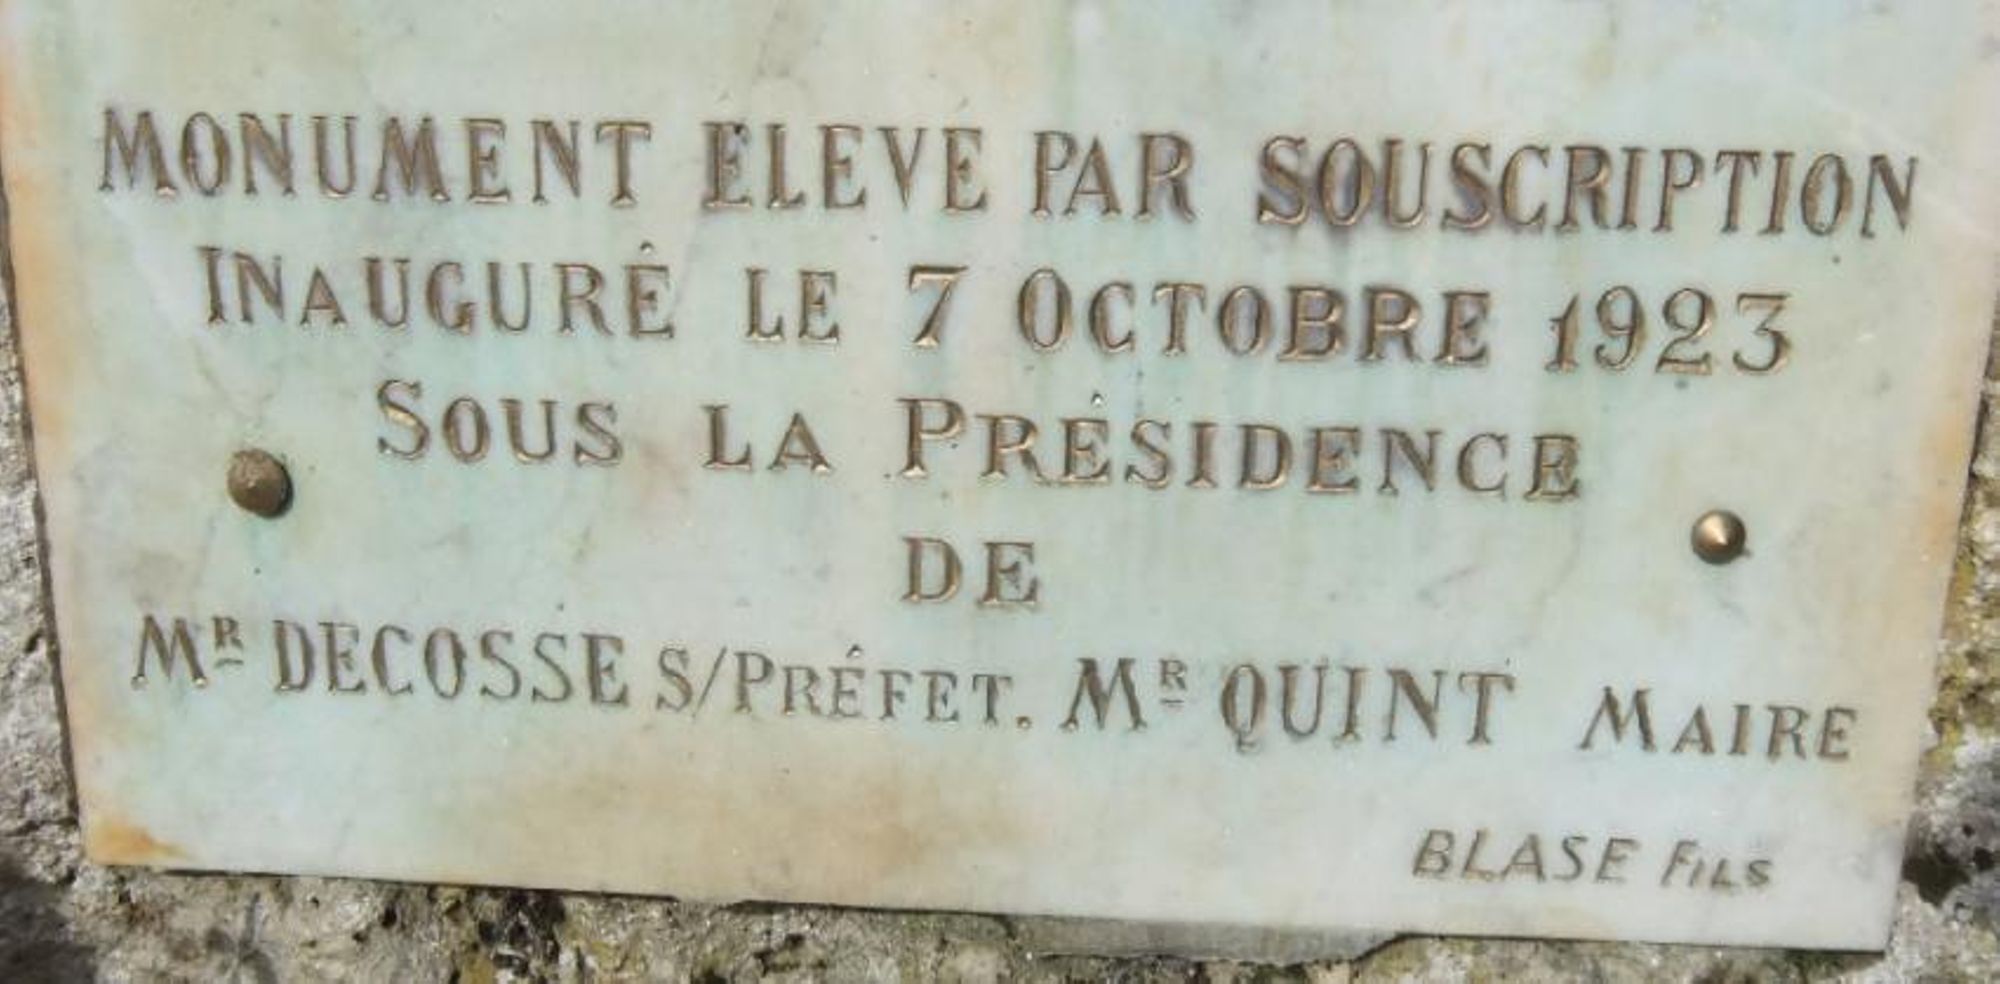 MONUMENT ELEVÉ PAR SOUSCRIPTION
INAUGURÉ LE 7 OCTOBRE 1923
SOUS LA PRÉSIDENCE
DE
MR DECOSSE S/PRÉFET. MR QUINT MAIRE
BLASE FILS